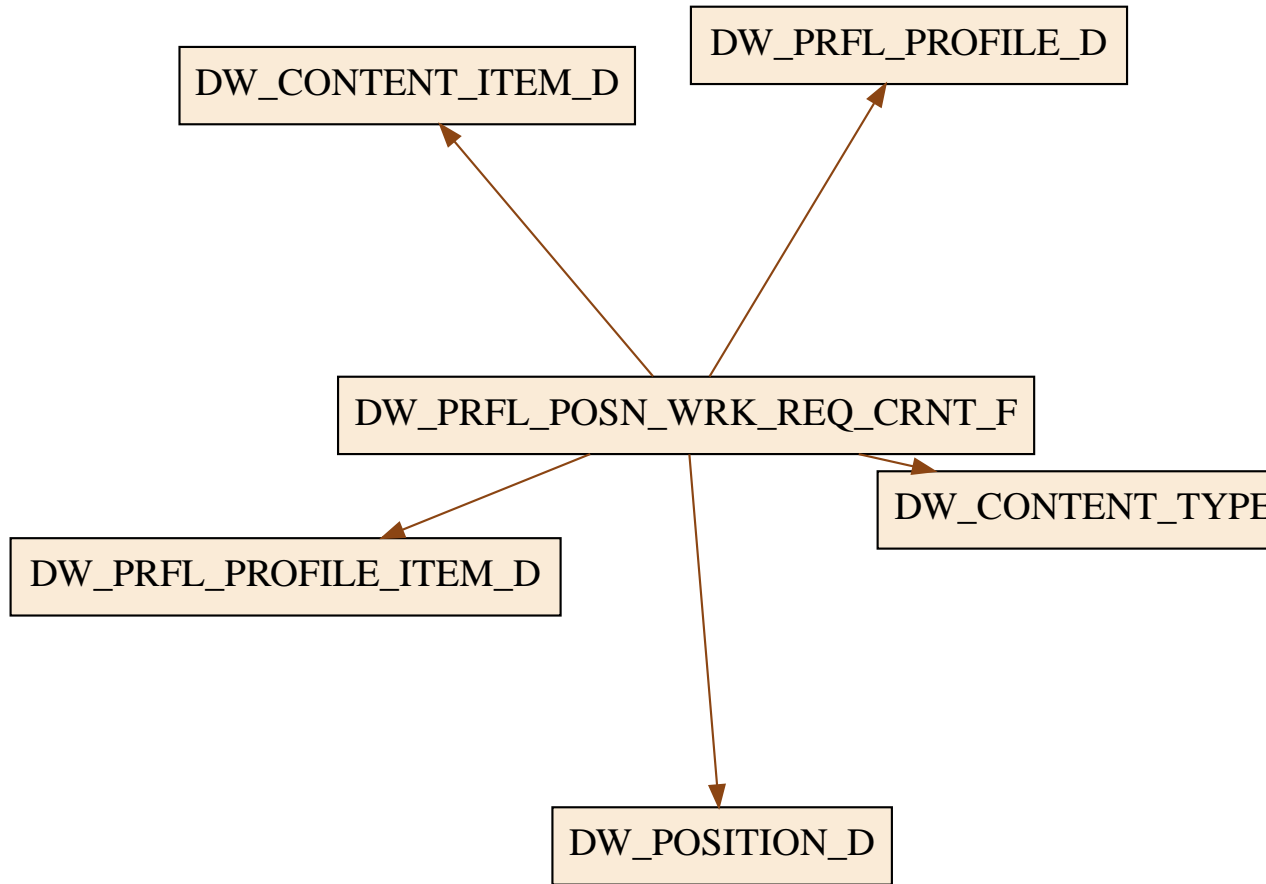 DW_PRFL_PROFILE_D
DW_CONTENT_ITEM_D
DW_PRFL_POSN_WRK_REQ_CRNT_F
DW_CONTENT_TYPE
DW_PRFL_PROFILE_ITEM_D
DW_POSITION_D